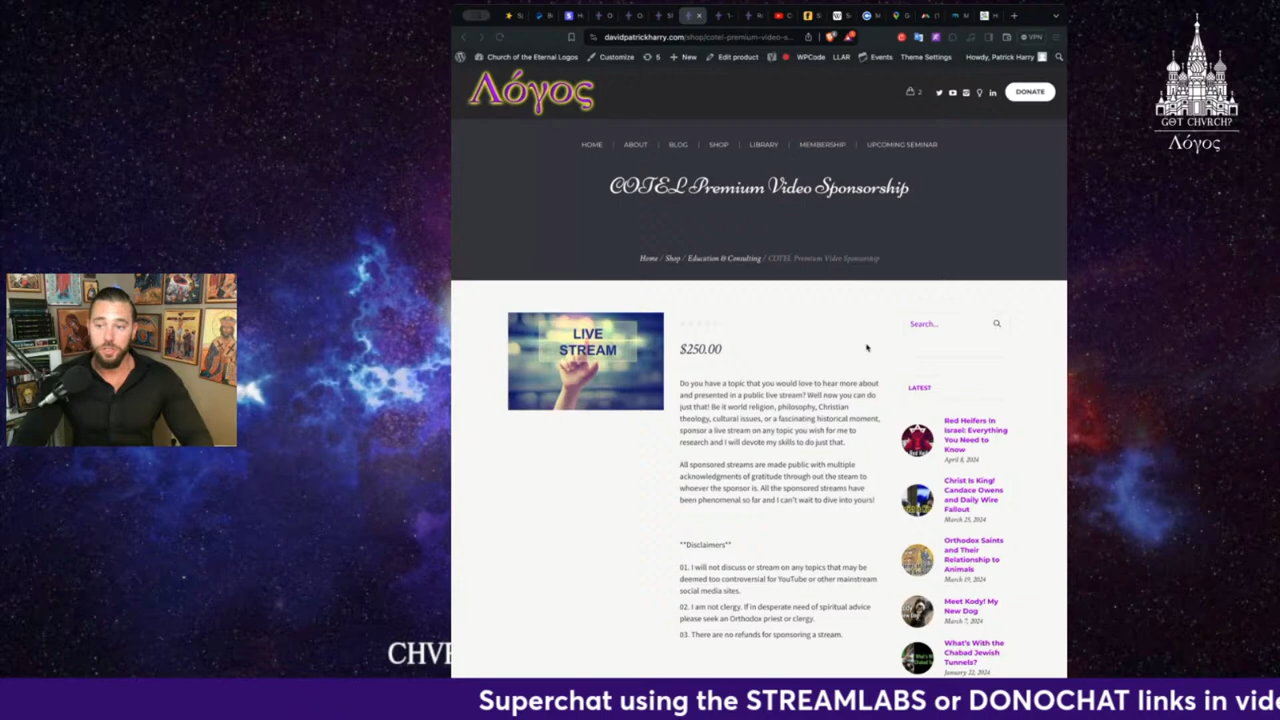 davidpatrickharry.com/shop/cotel-premium-video-s...
VPN
Church of the Eternal Logos
Customize
5
New
Edit product
WPCode
LLAR
Events
Theme Settings
Howdy, Patrick Harry
Λόγος
2
DONATE
GOT CHVRCH?
Λόγος
HOME | ABOUT | BLOG | SHOP | LIBRARY | MEMBERSHIP | UPCOMING SEMINAR
COTEL Premium Video Sponsorship
Home / Shop / Education & Consulting / COTEL Premium Video Sponsorship
LIVE
STREAM
$250.00
Do you have a topic that you would love to hear more about
and presented in a public live stream? Well now you can do
just that! Be it world religion, philosophy, Christian
theology, cultural issues, or a fascinating historical moment,
sponsor a live stream on any topic you wish for me to
research and I will devote my skills to do just that.
All sponsored streams are made public with multiple
acknowledgments of gratitude through out the steam to
whoever the sponsor is. All the sponsored streams have
been phenomenal so far and I can't wait to dive into yours!
**Disclaimers**
01. I will not discuss or stream on any topics that may be
deemed too controversial for YouTube or other mainstream
social media sites.
02. I am not clergy. If in desperate need of spiritual advice
please seek an Orthodox priest or clergy.
03. There are no refunds for sponsoring a stream.
Search...
LATEST
Red Heifers In
Israel: Everything
You Need to
Know
April 8, 2024
Christ Is King!
Candace Owens
and Daily Wire
Fallout
March 25, 2024
Orthodox Saints
and Their
Relationship to
Animals
March 19, 2024
Meet Kody! My
New Dog
March 7, 2024
What's With the
Chabad Jewish
Tunnels?
January 22, 2024
CHVR
Superchat using the STREAMLABS or DONOCHAT links in vide